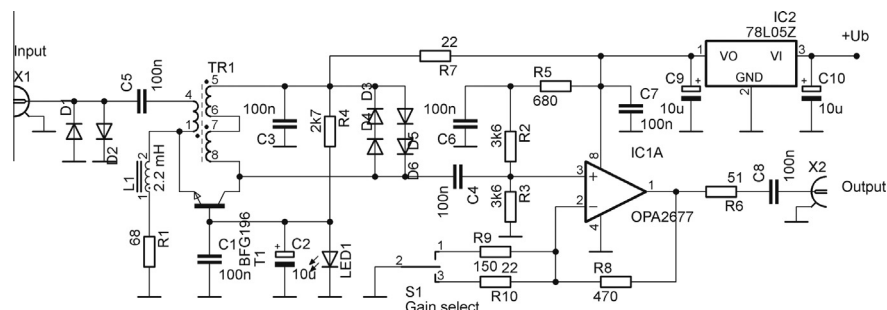 Input
X1
D1
D2
C5
100n
TR1
4
1
5
6
7
8
L1
2
1
2.2 mH
68
R1
100n
C3
2k7
R4
D3
D4
D5
D6
22
R7
R5
680
100n
C6
3k6
R2
3k6
R3
C7
100n
100n
C4
IC1A
8
3
+
2
-
1
4
OPA2677
C9
+
10u
1
VO
VI
3
GND
2
IC2
78L05Z
+Ub
+
C10
10u
51
R6
C8
100n
X2
Output
C1
100n
BFG196
T1
+
C2
10u
LED1
2
1
3
S1
Gain select
R9
150
22
R10
R8
470